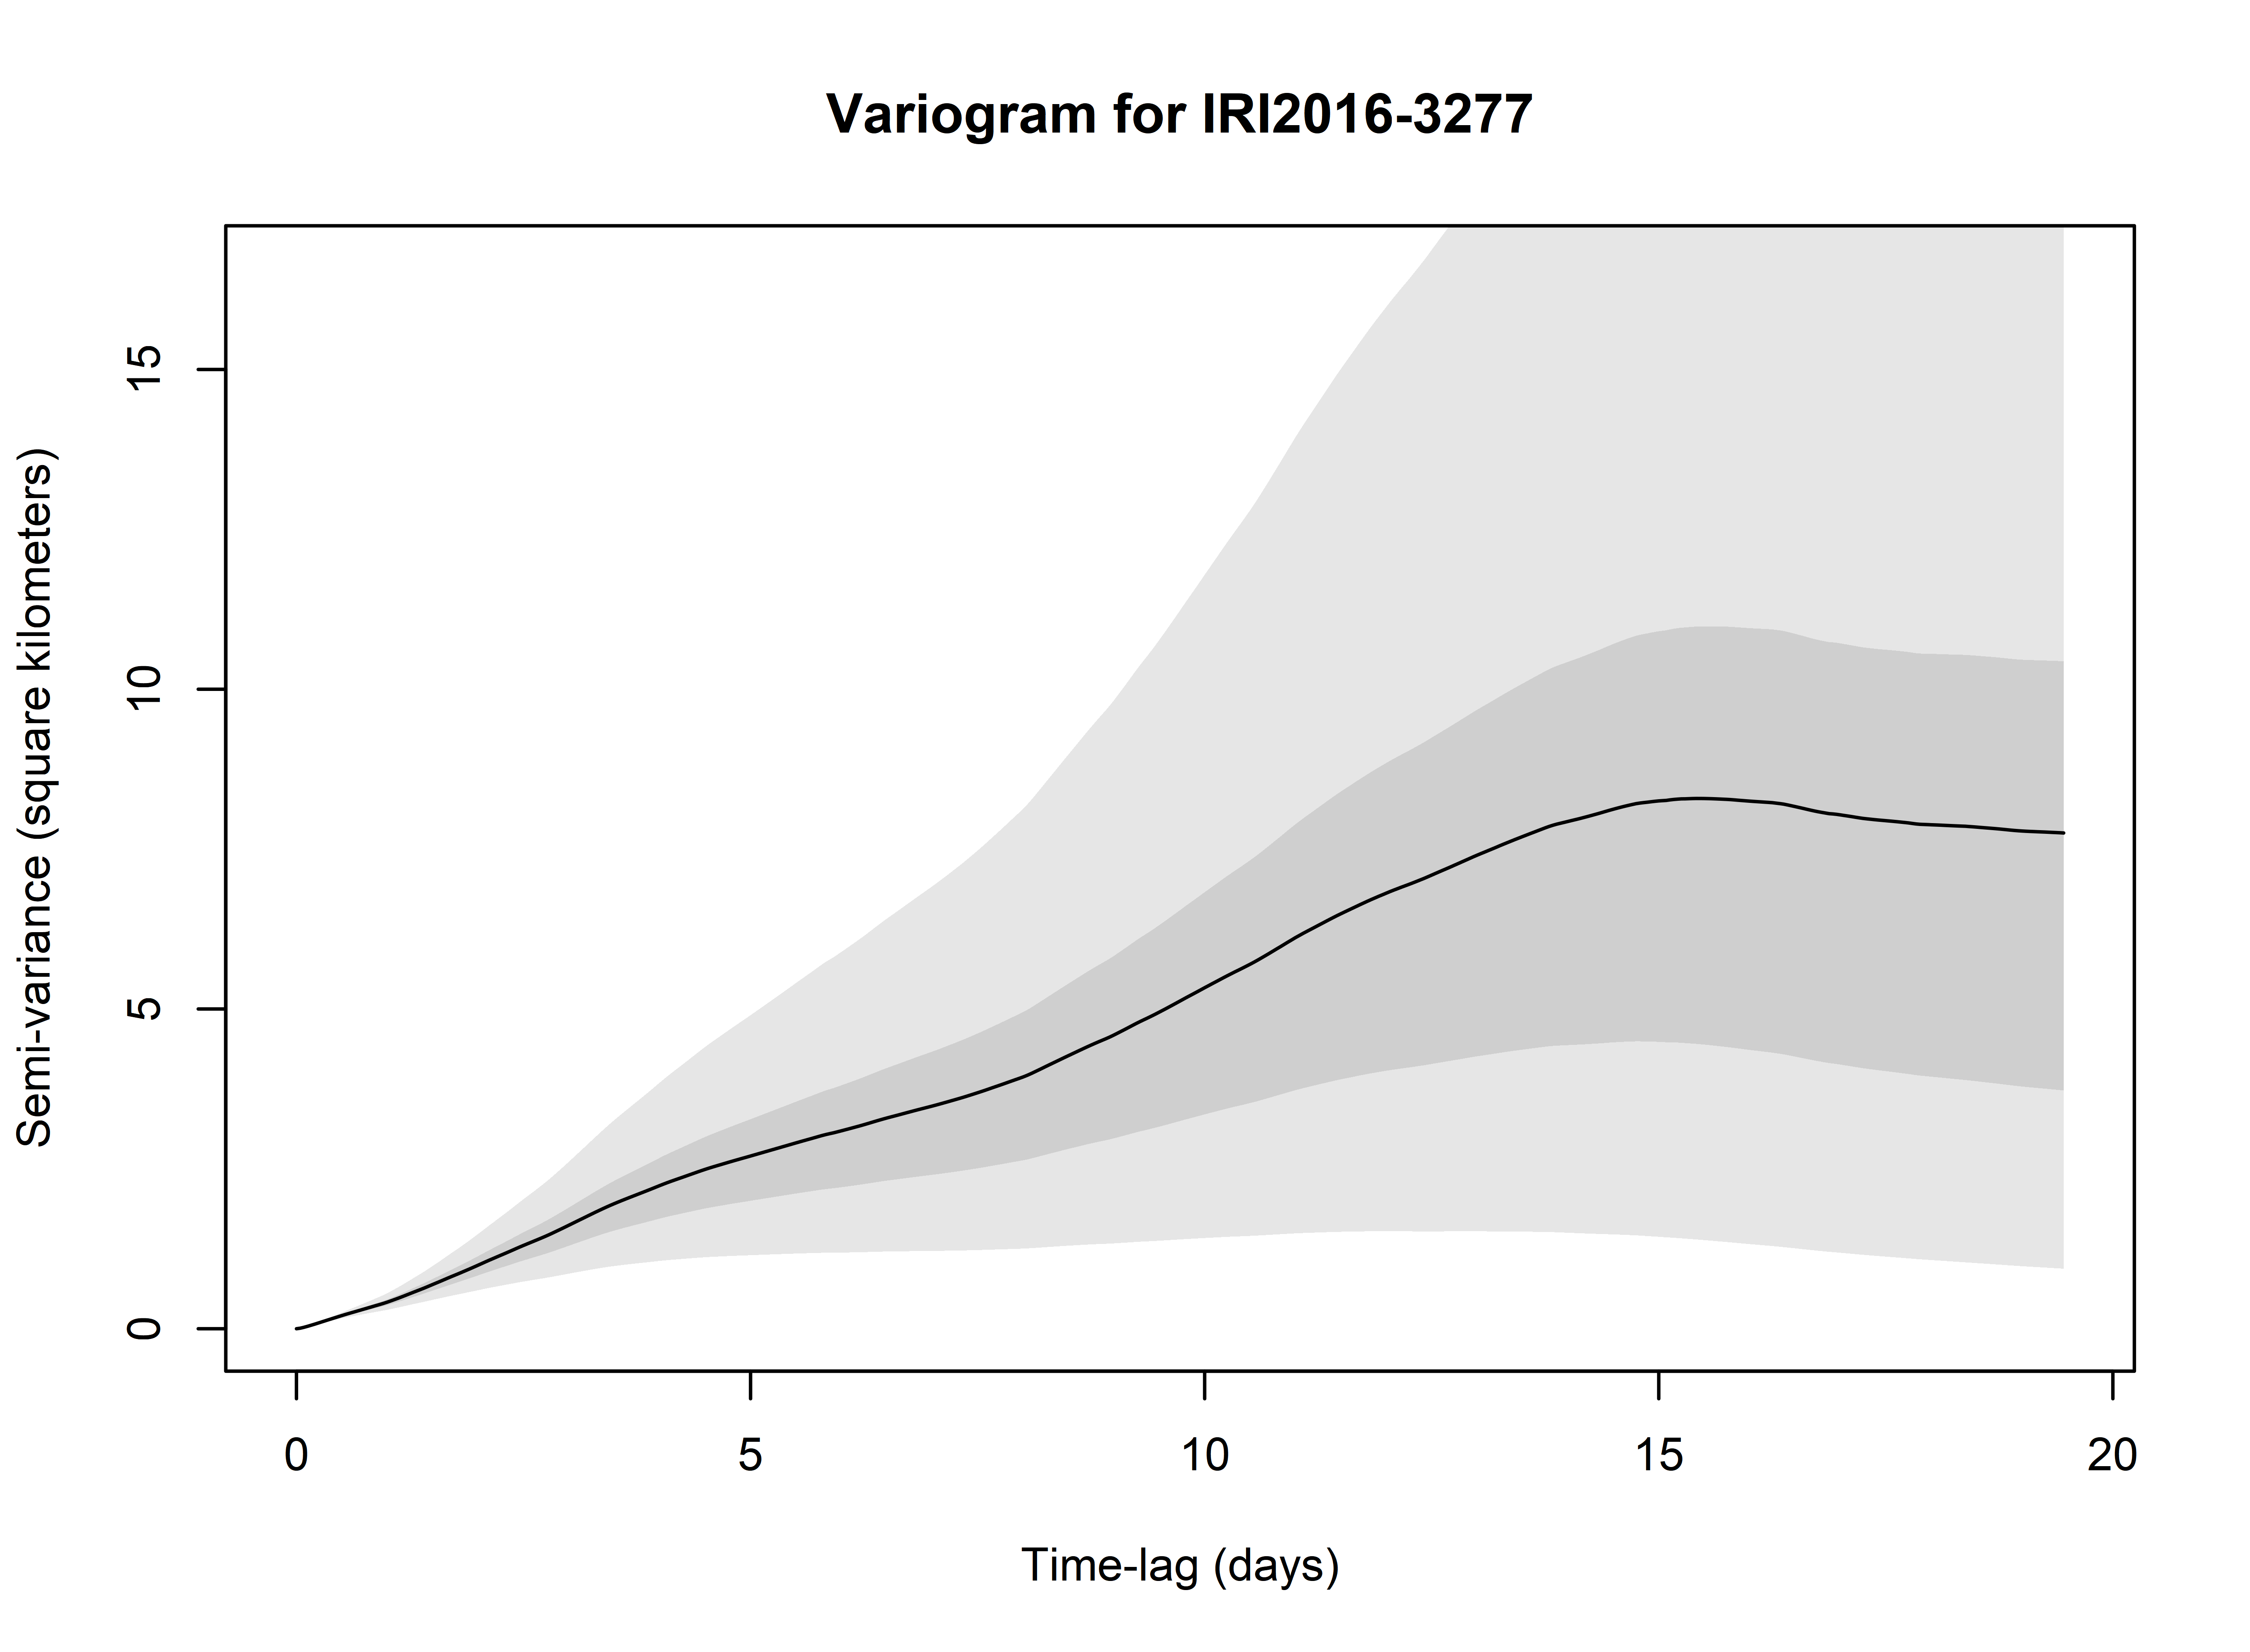 Variogram for IRI2016-3277
Semi-variance (square kilometers)
15
10
5
0
0 5 10 15 20
Time-lag (days)